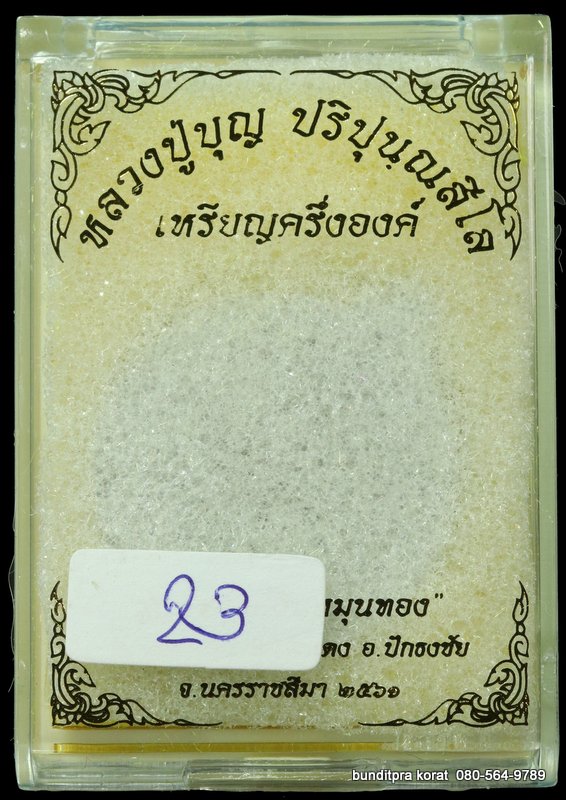 หลวงปู่บุญ ปริปุนฺณสีโล
เหรียญครึ่งองค์
23
มุนทอง"
อ.ปักธงชัย
จ.นครราชสีมา ๒๕๖๑
bunditpra korat 080-564-9789